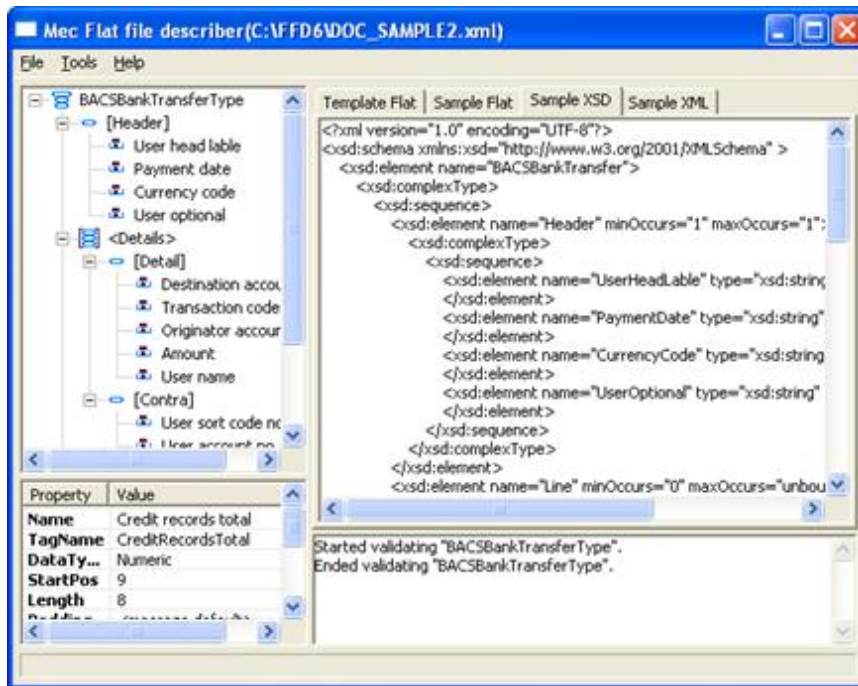 Mec Flat file describer(C:\FFD6\DOC_SAMPLE2.xml)
File Tools Help
BACSBankTransferType
[Header]
User head lable
Payment date
Currency code
User optional
<Details>
[Detail]
Destination accou
Transaction code
Originator accour
Amount
User name
[Contra]
User sort code no
User account no
Property Value
Name Credit records total
TagName CreditRecordsTotal
DataTy... Numeric
StartPos 9
Length 8
Padding <message default>
Template Flat Sample Flat Sample XSD Sample XML
<?xml version="1.0" encoding="UTF-8"?>
<xsd:schema xmlns:xsd="http://www.w3.org/2001/XMLSchema" >
<xsd:element name="BACSBankTransfer">
<xsd:complexType>
<xsd:sequence>
<xsd:element name="Header" minOccurs="1" maxOccurs="1">
<xsd:complexType>
<xsd:sequence>
<xsd:element name="UserHeadLable" type="xsd:string
</xsd:element>
<xsd:element name="PaymentDate" type="xsd:string"
</xsd:element>
<xsd:element name="CurrencyCode" type="xsd:string
</xsd:element>
<xsd:element name="UserOptional" type="xsd:string"
</xsd:element>
</xsd:sequence>
</xsd:complexType>
</xsd:element>
<xsd:element name="Line" minOccurs="0" maxOccurs="unbou
Started validating "BACSBankTransferType".
Ended validating "BACSBankTransferType".